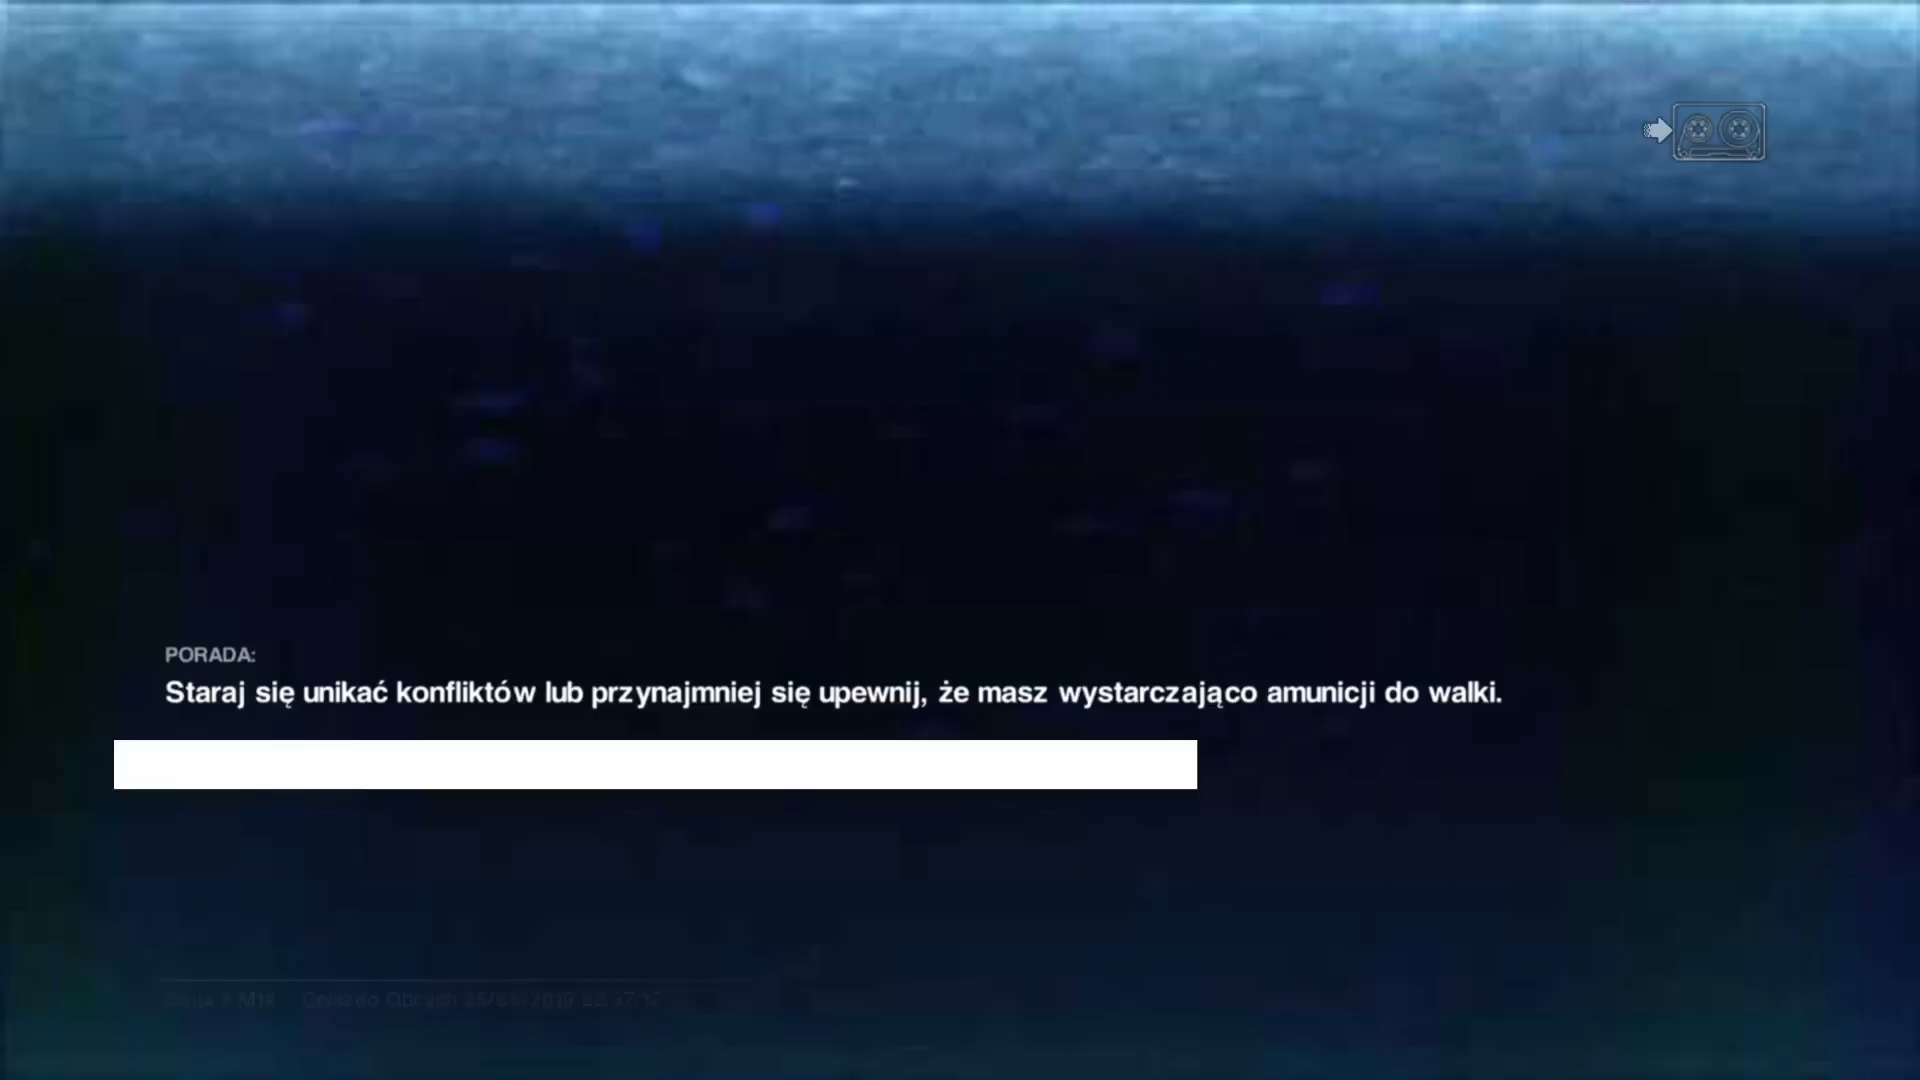 PORADA:
Staraj się unikać konfliktów lub przynajmniej się upewnij, że masz wystarczająco amunicji do walki.